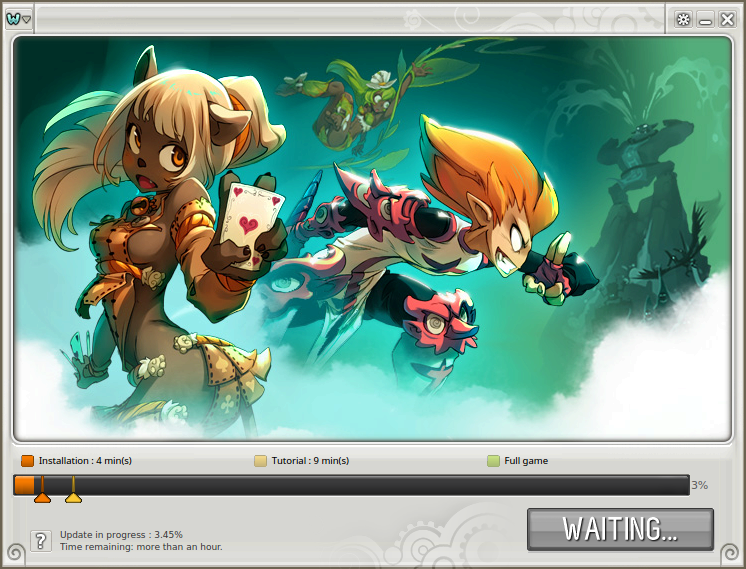 W
Installation : 4 min(s) Tutorial : 9 min(s) Full game
3%
Update in progress : 3.45%
Time remaining: more than an hour.
?
WAITING...